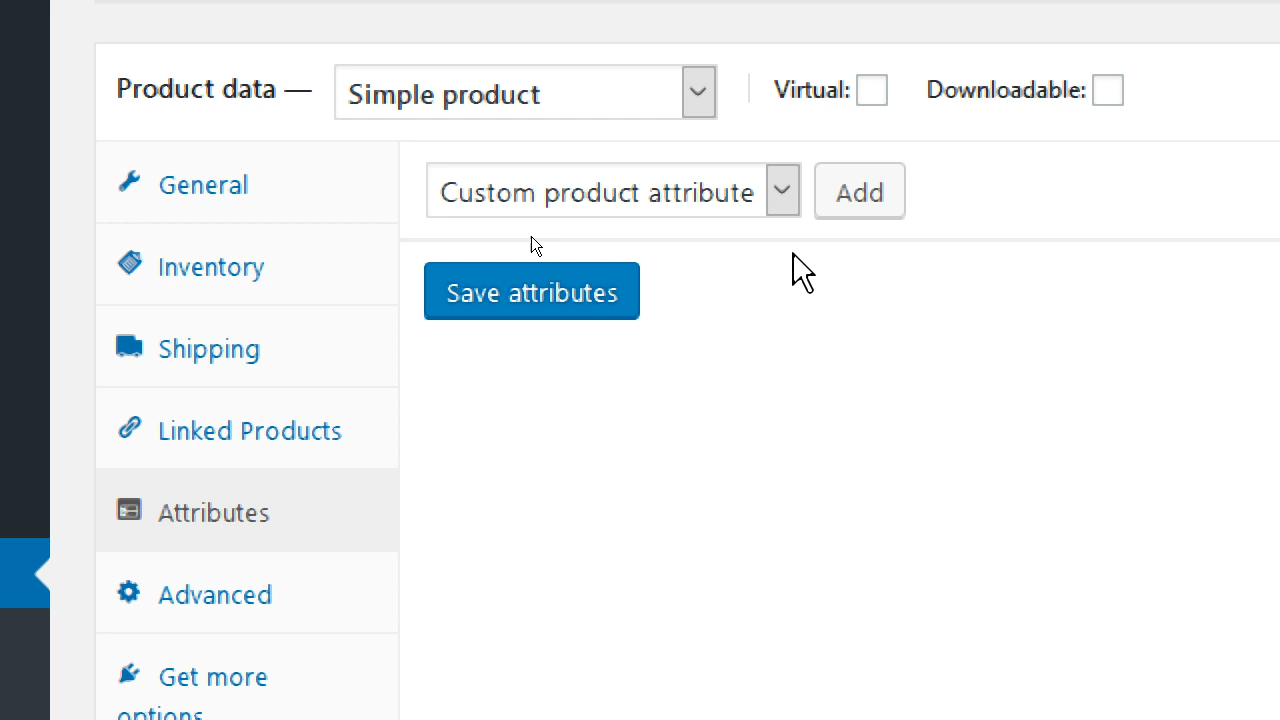 Product data — Simple product Virtual: Downloadable:
General
Custom product attribute Add
Inventory
Save attributes
Shipping
Linked Products
Attributes
Advanced
Get more
options